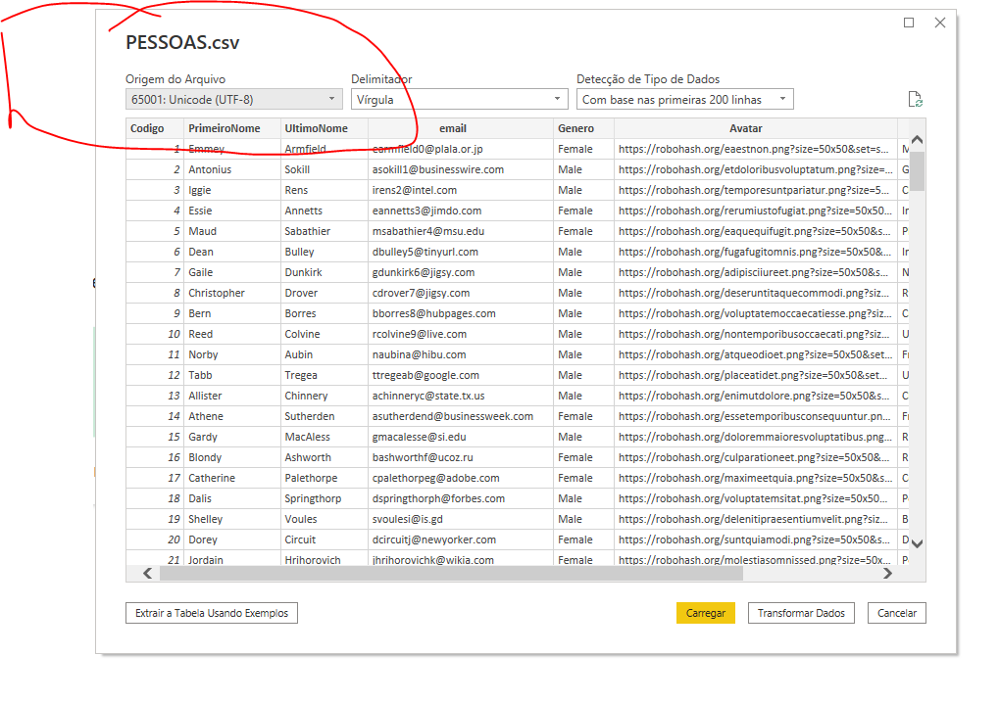 PESSOAS.csv
Origem do Arquivo Delimitador Detecção de Tipo de Dados
65001: Unicode (UTF-8) Vírgula Com base nas primeiras 200 linhas
Codigo PrimeiroNome UltimoNome email Genero Avatar
1 Emmey Armfield earmfield0@plala.or.jp Female https://robohash.org/eaestnon.png?size=50x50&set=s... M
2 Antonius Sokill asokill1@businesswire.com Male https://robohash.org/etdoloribusvoluptatum.png?size=... G
3 Iggie Rens irens2@intel.com Male https://robohash.org/temporesuntpariatur.png?size=5... C
4 Essie Annetts eannetts3@jimdo.com Female https://robohash.org/rerumiustofugiat.png?size=50x50... In
5 Maud Sabathier msabathier4@msu.edu Female https://robohash.org/eaquequifugit.png?size=50x50&s... P
6 Dean Bulley dbulley5@tinyurl.com Male https://robohash.org/fugafugitomnis.png?size=50x50&s... In
7 Gaile Dunkirk gdunkirk6@jigsy.com Male https://robohash.org/adipisciiureet.png?size=50x50&s... N
8 Christopher Drover cdrover7@jigsy.com Male https://robohash.org/deseruntitaquecommodi.png?siz... R
9 Bern Borres bborres8@hubpages.com Male https://robohash.org/voluptatemoccaecatiesse.png?siz... C
10 Reed Colvine rcolvine9@live.com Male https://robohash.org/nontemporibusoccaecati.png?siz... U
11 Norby Aubin naubina@hibu.com Male https://robohash.org/atqueodioet.png?size=50x50&set... Fr
12 Tabb Tregea ttregeab@google.com Male https://robohash.org/placeatidet.png?size=50x50&set... U
13 Allister Chinnery achinneryc@state.tx.us Male https://robohash.org/enimutdolore.png?size=50x50&s... C
14 Athene Sutherden asutherdend@businessweek.com Female https://robohash.org/essetemporibusconsequuntur.pn... Fr
15 Gardy MacAless gmacalesse@si.edu Male https://robohash.org/doloremmaioresvoluptatibus.png... R
16 Blondy Ashworth bashworthf@ucoz.ru Female https://robohash.org/culparationeet.png?size=50x50&... R
17 Catherine Palethorpe cpalethorpeg@adobe.com Female https://robohash.org/maximeetquia.png?size=50x50&s... C
18 Dalis Springthorp dspringthorph@forbes.com Male https://robohash.org/voluptatemsitat.png?size=50x50... P
19 Shelley Voules svoulesi@is.gd Male https://robohash.org/delenitipraesentiumvelit.png?siz... B
20 Dorey Circuit dcircuitj@newyorker.com Female https://robohash.org/suntquiamodi.png?size=50x50&s... D
21 Jordain Hrihorovich jhrihorovichk@wikia.com Female https://robohash.org/molestiasomnissed.png?size=50x... P
Extrair a Tabela Usando Exemplos Carregar Transformar Dados Cancelar